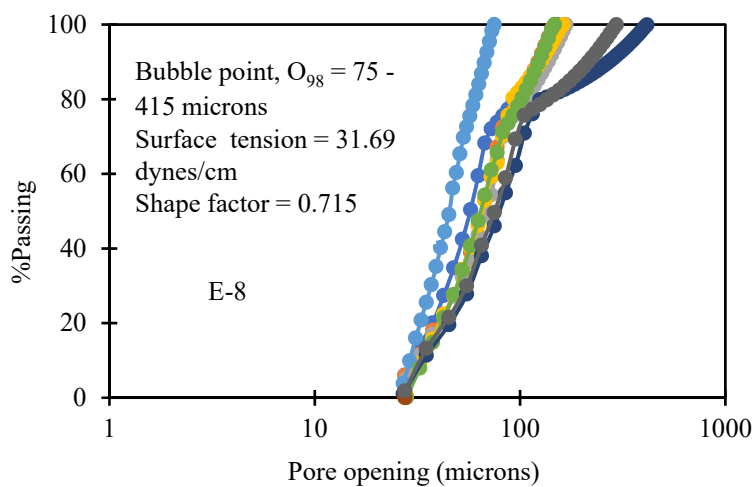 100
80
60
40
20
0
%Passing
Bubble point, O₉₈ = 75 -
415 microns
Surface tension = 31.69
dynes/cm
Shape factor = 0.715
E-8
1 10 100 1000
Pore opening (microns)